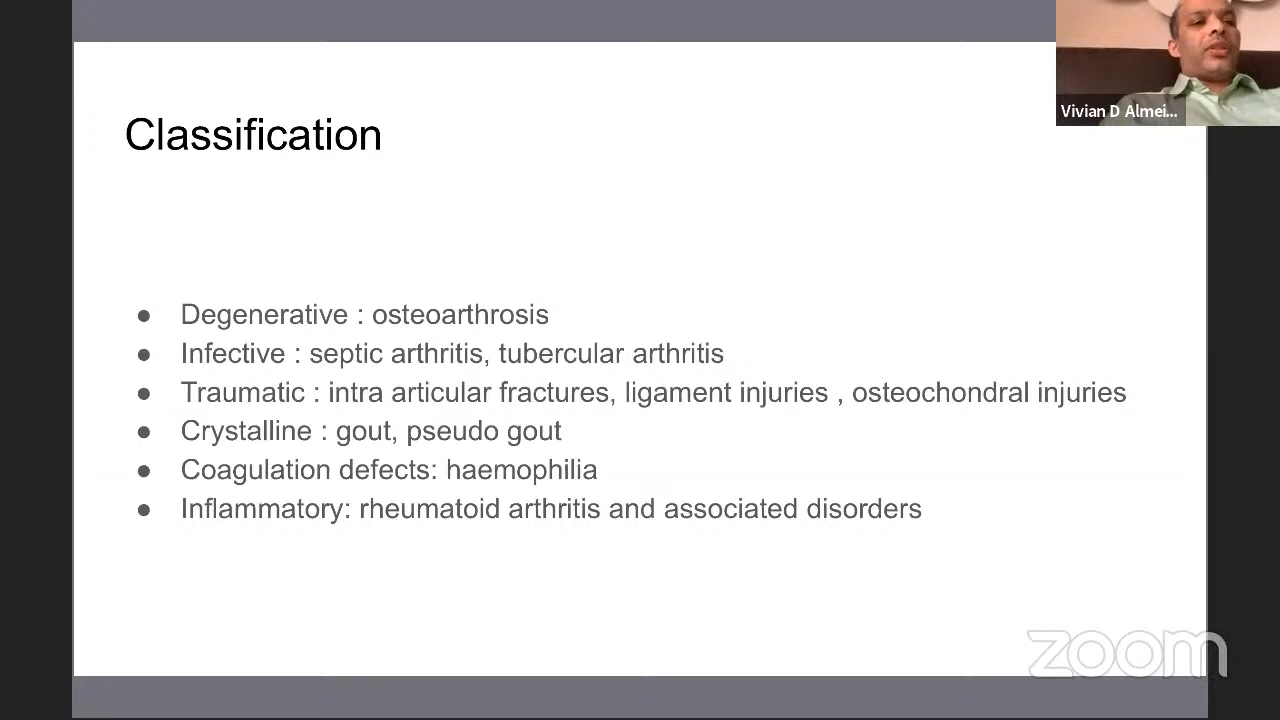 Vivian D Almei...
Classification
● Degenerative : osteoarthrosis
● Infective : septic arthritis, tubercular arthritis
● Traumatic : intra articular fractures, ligament injuries , osteochondral injuries
● Crystalline : gout, pseudo gout
● Coagulation defects: haemophilia
● Inflammatory: rheumatoid arthritis and associated disorders
zoom